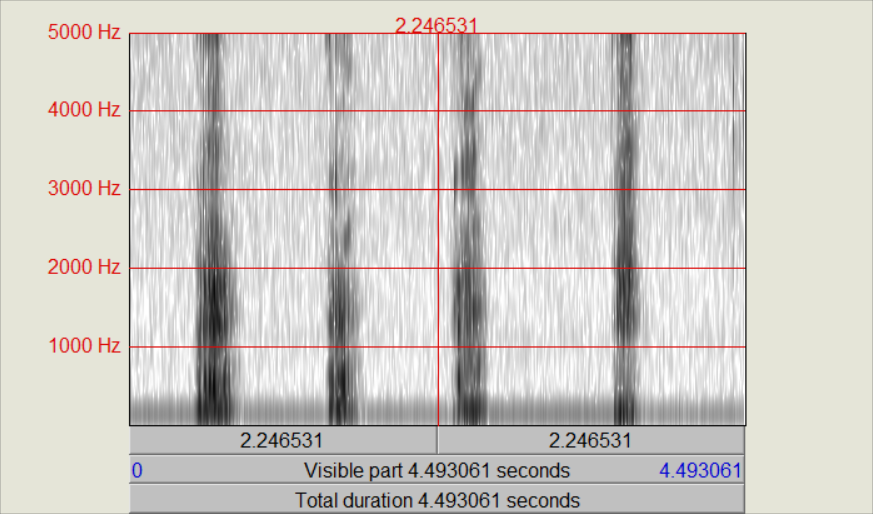 2.246531
5000 Hz
4000 Hz
3000 Hz
2000 Hz
1000 Hz
2.246531 2.246531
0 Visible part 4.493061 seconds 4.493061
Total duration 4.493061 seconds